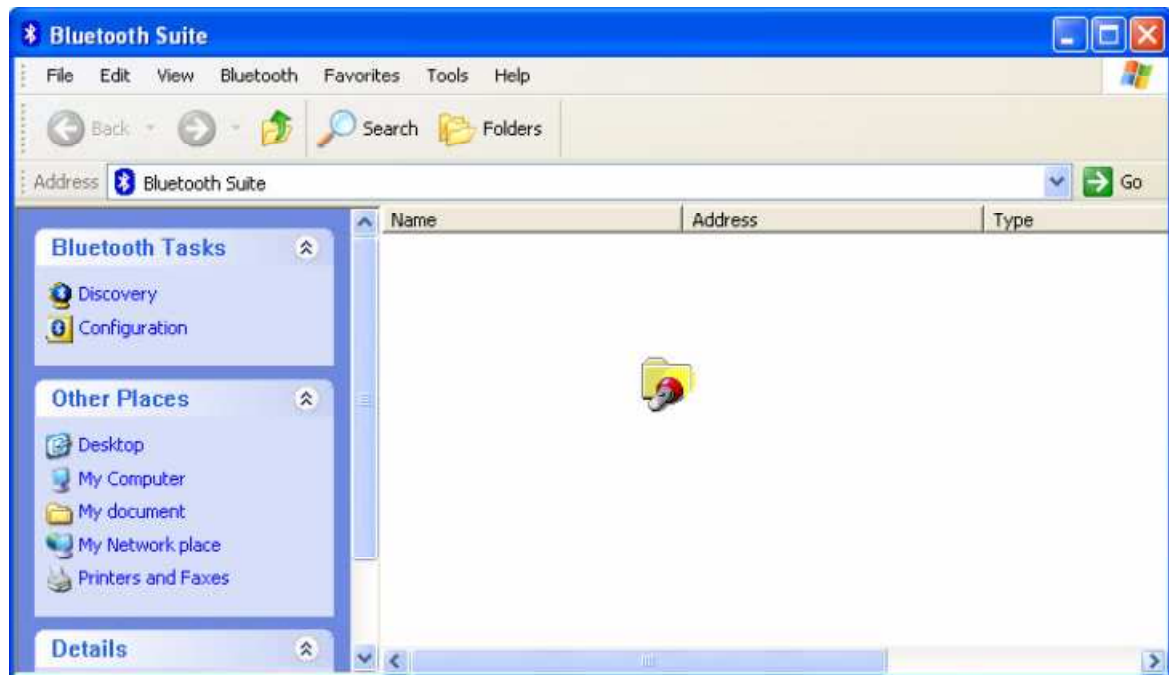 Bluetooth Suite
File Edit View Bluetooth Favorites Tools Help
Back Search Folders
Address Bluetooth Suite Go
Name Address Type
Bluetooth Tasks
Discovery
Configuration
Other Places
Desktop
My Computer
My document
My Network place
Printers and Faxes
Details